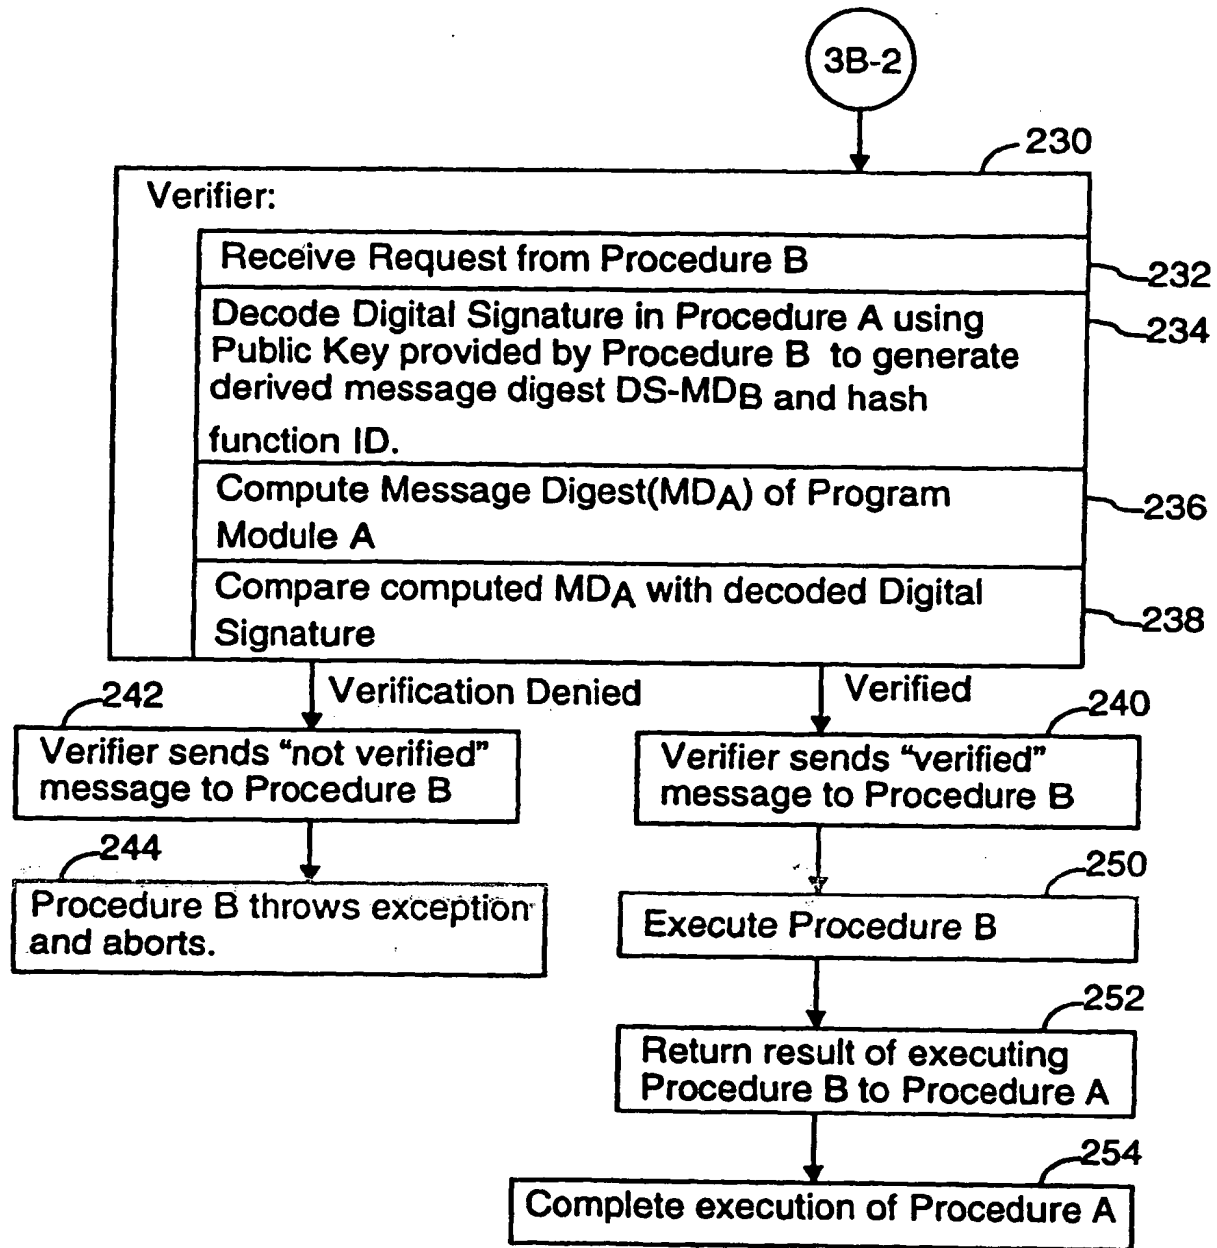 3B-2
230
Verifier:
Receive Request from Procedure B
232
Decode Digital Signature in Procedure A using
Public Key provided by Procedure B to generate
derived message digest DS-MDB and hash
function ID.
234
Compute Message Digest(MDA) of Program
Module A
236
Compare computed MDA with decoded Digital
Signature
238
Verification Denied
Verified
242
Verifier sends “not verified”
message to Procedure B
240
Verifier sends “verified”
message to Procedure B
244
Procedure B throws exception
and aborts.
250
Execute Procedure B
252
Return result of executing
Procedure B to Procedure A
254
Complete execution of Procedure A